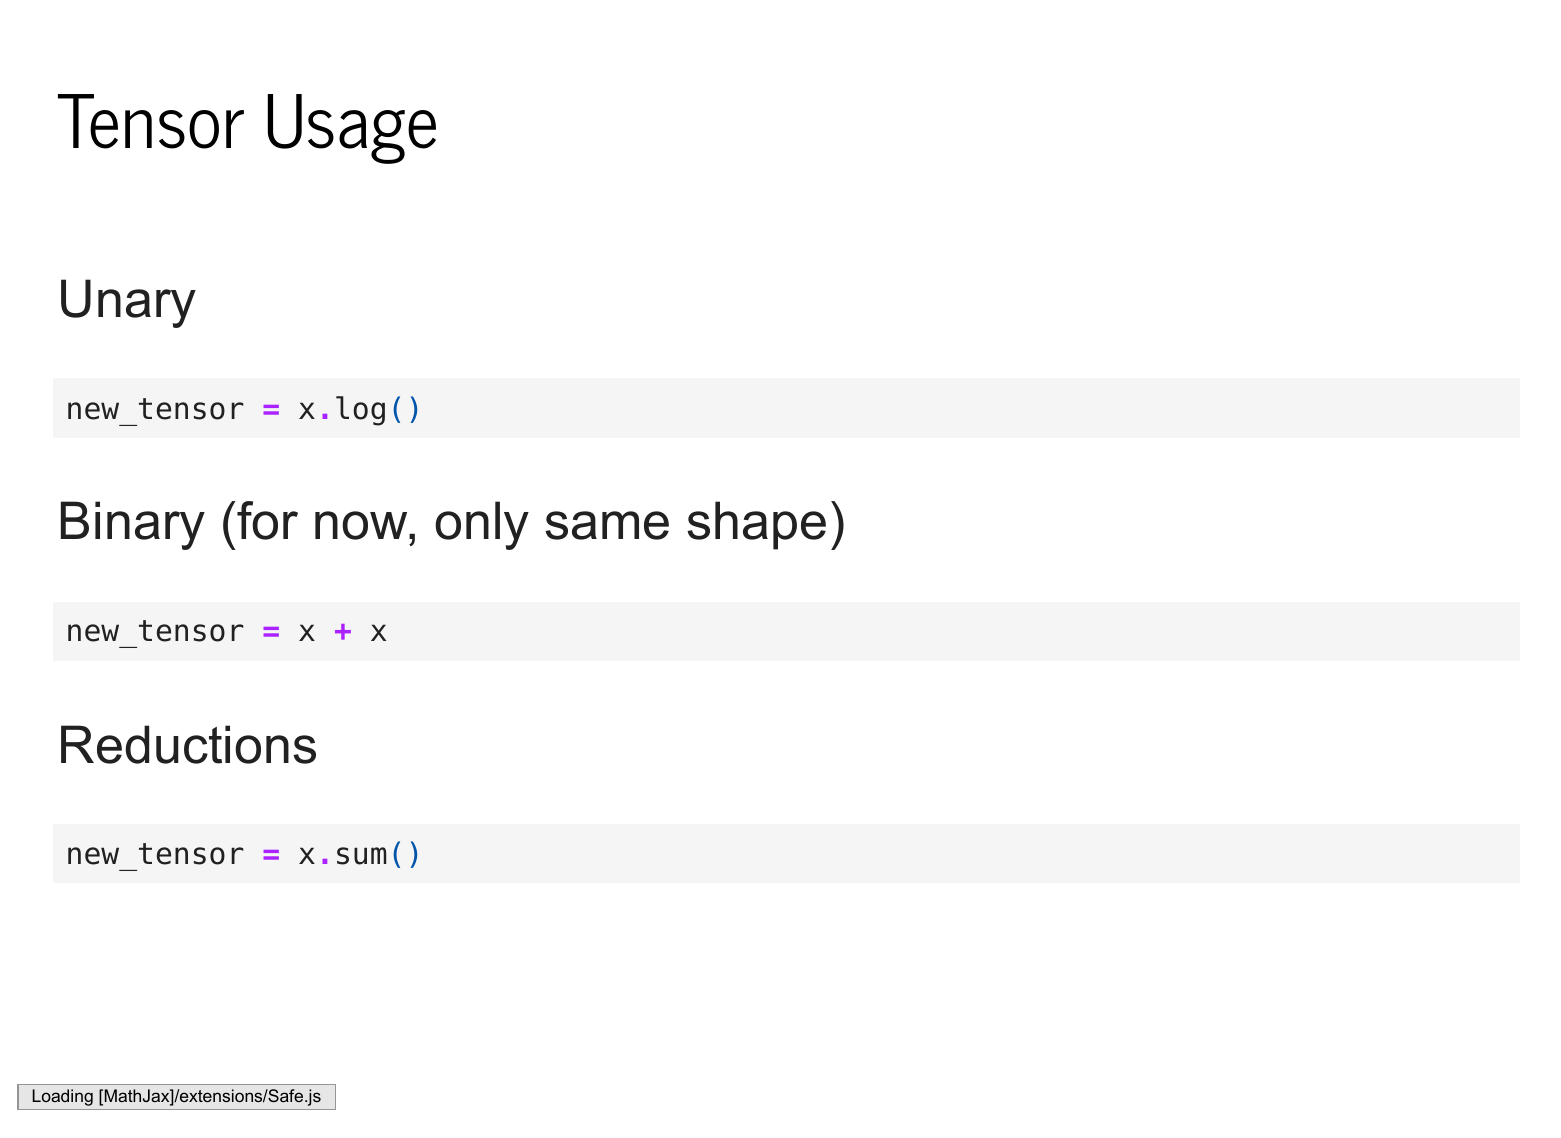 Tensor Usage
Unary
new_tensor = x.log()
Binary (for now, only same shape)
new_tensor = x + x
Reductions
new_tensor = x.sum()
Loading [MathJax]/extensions/Safe.js